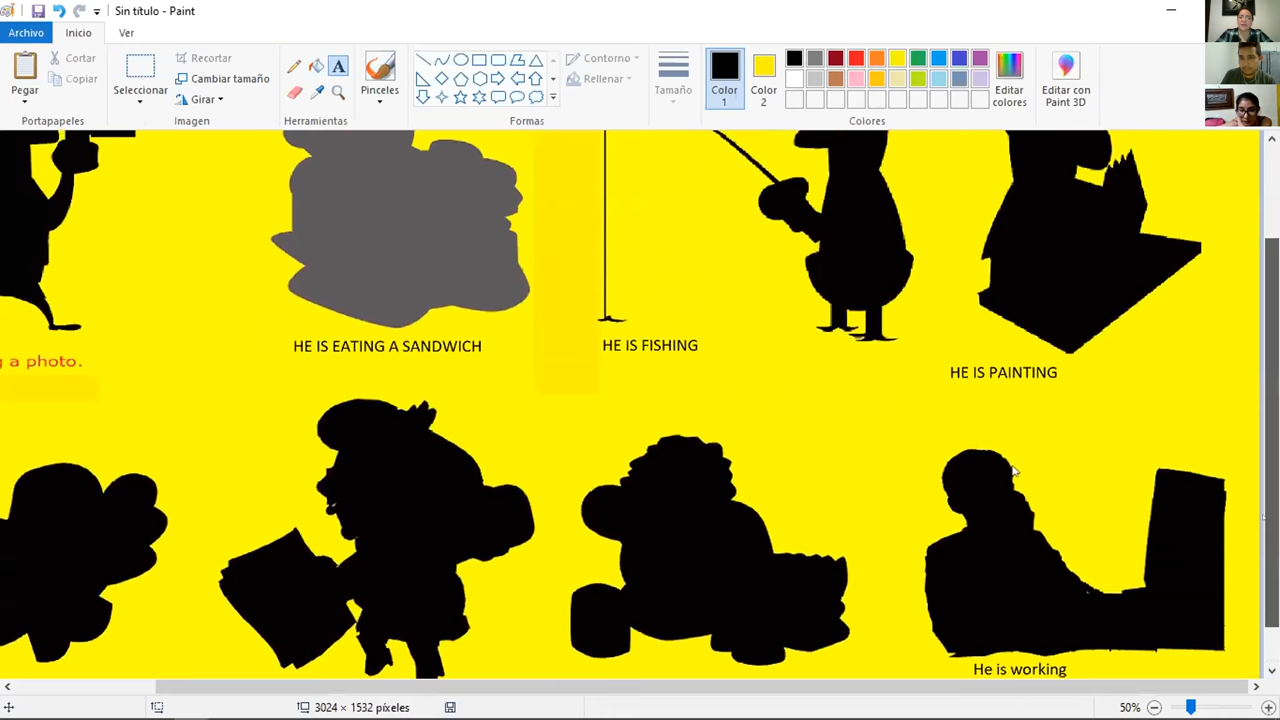 Sin título - Paint
Archivo
Inicio
Ver
Pegar
Cortar
Copiar
Portapapeles
Seleccionar
Recortar
Cambiar tamaño
Girar
Imagen
A
Herramientas
Pinceles
Contorno
Rellenar
Formas
Tamaño
Color 1
Color 2
Editar colores
Editar con Paint 3D
Colores
HE IS EATING A SANDWICH
HE IS FISHING
g a photo.
HE IS PAINTING
He is working
3024 × 1532 píxeles
50%